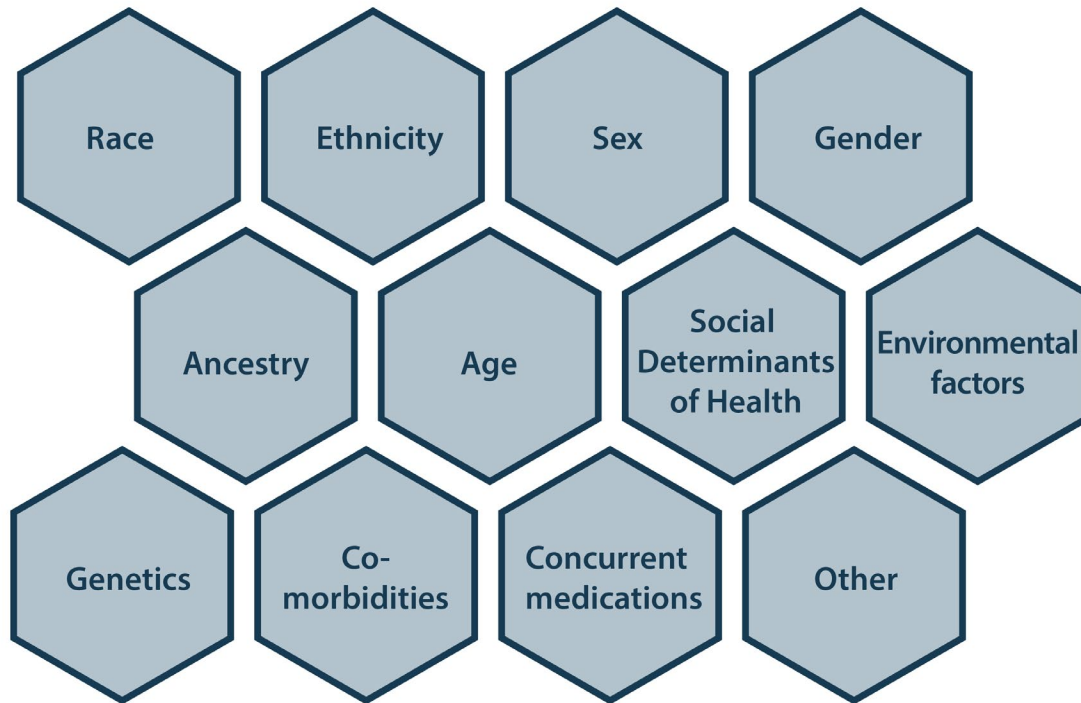 Race
Ethnicity
Sex
Gender
Ancestry
Age
Social
Determinants
of Health
Environmental
factors
Genetics
Co-
morbidities
Concurrent
medications
Other